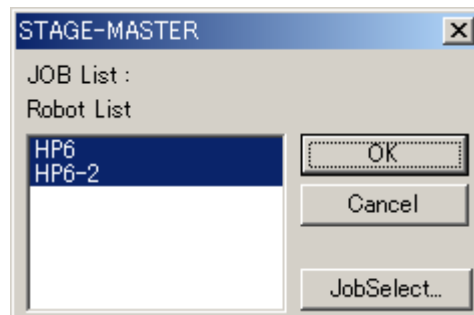 STAGE-MASTER
JOB List :
Robot List
HP6
HP6-2
OK
Cancel
JobSelect...